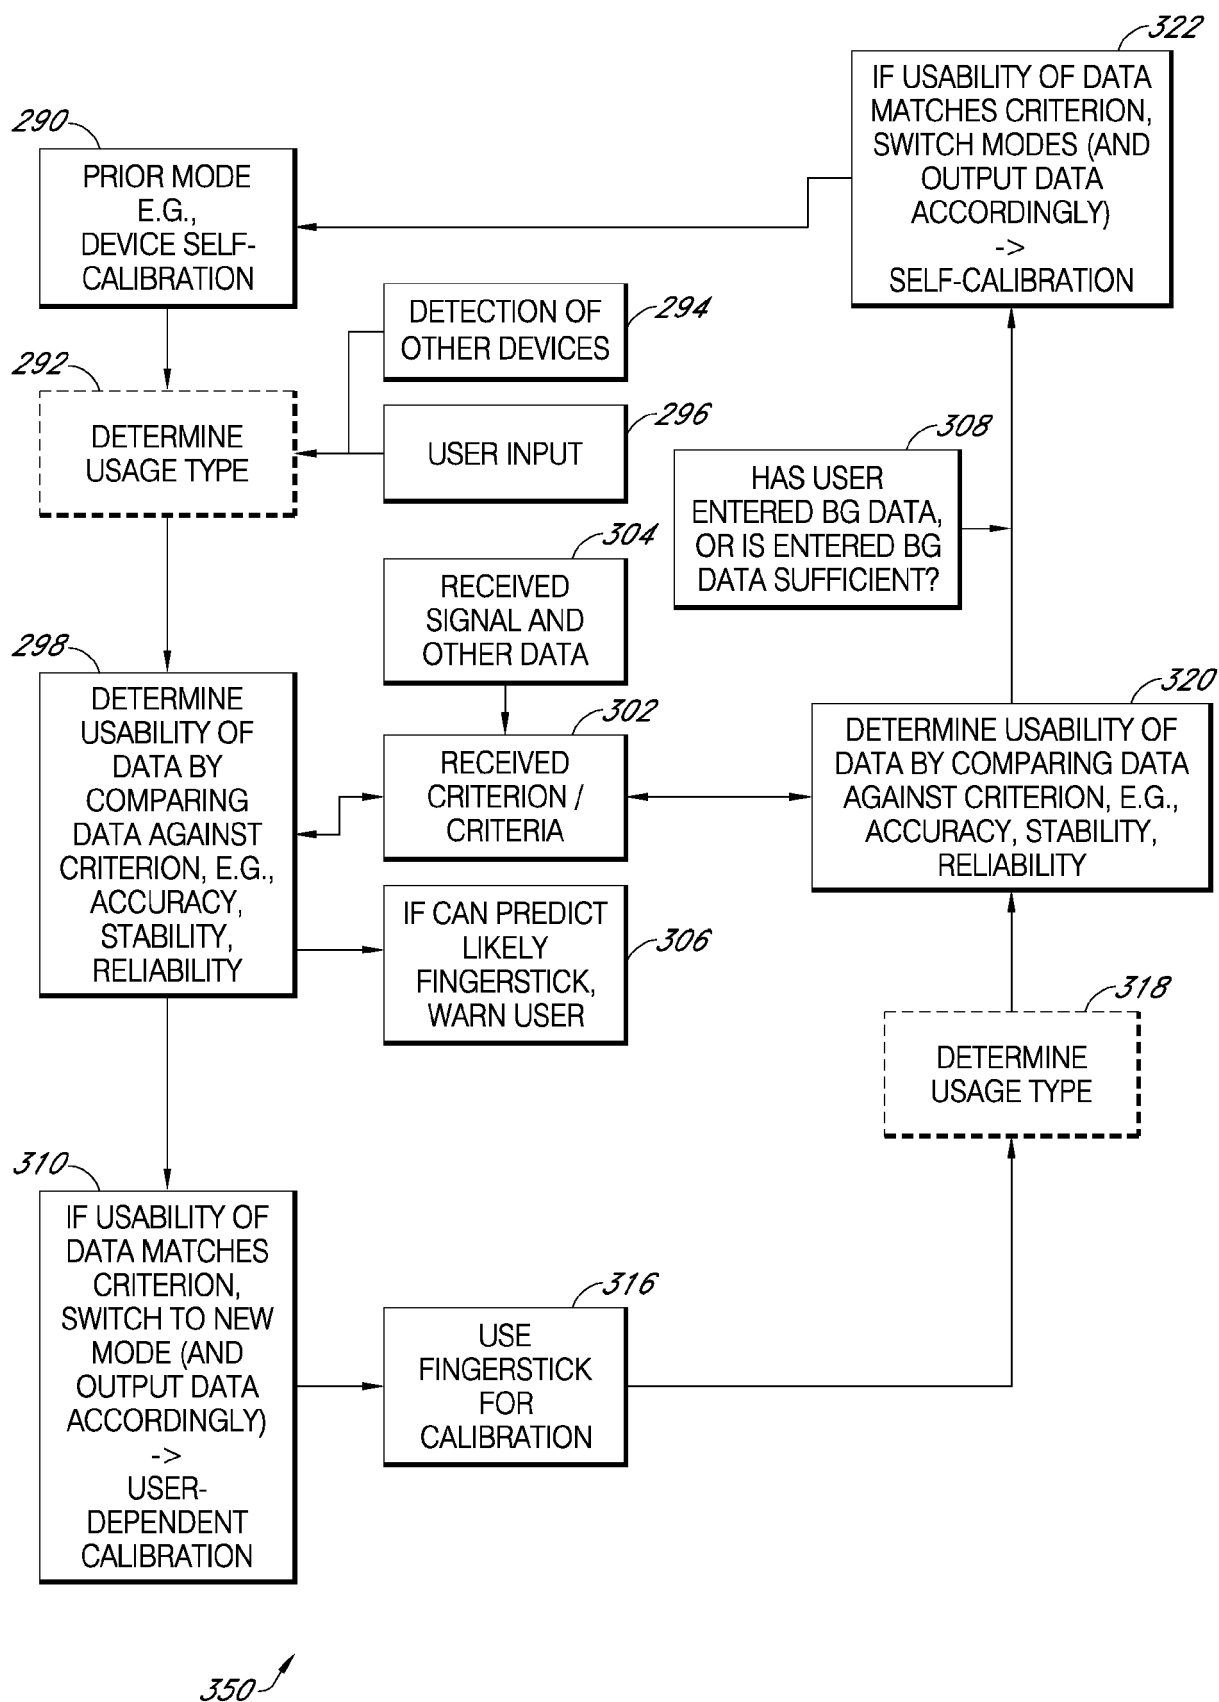 322
IF USABILITY OF DATA
MATCHES CRITERION,
SWITCH MODES (AND
OUTPUT DATA
ACCORDINGLY)
->
SELF-CALIBRATION
290
PRIOR MODE
E.G.,
DEVICE SELF-
CALIBRATION
294
DETECTION OF
OTHER DEVICES
292
DETERMINE
USAGE TYPE
296
USER INPUT
308
HAS USER
ENTERED BG DATA,
OR IS ENTERED BG
DATA SUFFICIENT?
304
RECEIVED
SIGNAL AND
OTHER DATA
298
DETERMINE
USABILITY OF
DATA BY
COMPARING
DATA AGAINST
CRITERION, E.G.,
ACCURACY,
STABILITY,
RELIABILITY
302
RECEIVED
CRITERION /
CRITERIA
320
DETERMINE USABILITY OF
DATA BY COMPARING DATA
AGAINST CRITERION, E.G.,
ACCURACY, STABILITY,
RELIABILITY
306
IF CAN PREDICT
LIKELY
FINGERSTICK,
WARN USER
318
DETERMINE
USAGE TYPE
310
IF USABILITY OF
DATA MATCHES
CRITERION,
SWITCH TO NEW
MODE (AND
OUTPUT DATA
ACCORDINGLY)
->
USER-
DEPENDENT
CALIBRATION
316
USE
FINGERSTICK
FOR
CALIBRATION
350